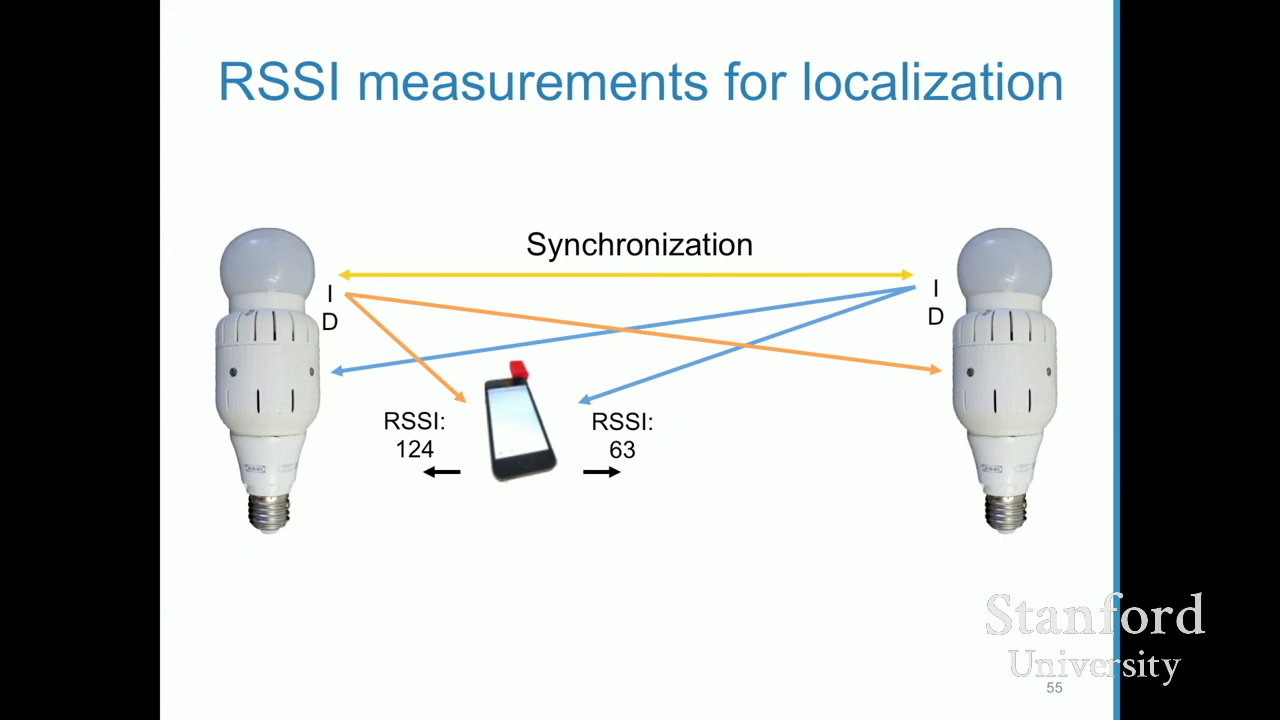 RSSI measurements for localization
Synchronization
I
D
I
D
RSSI:
124
RSSI:
63
Stanford
University
55